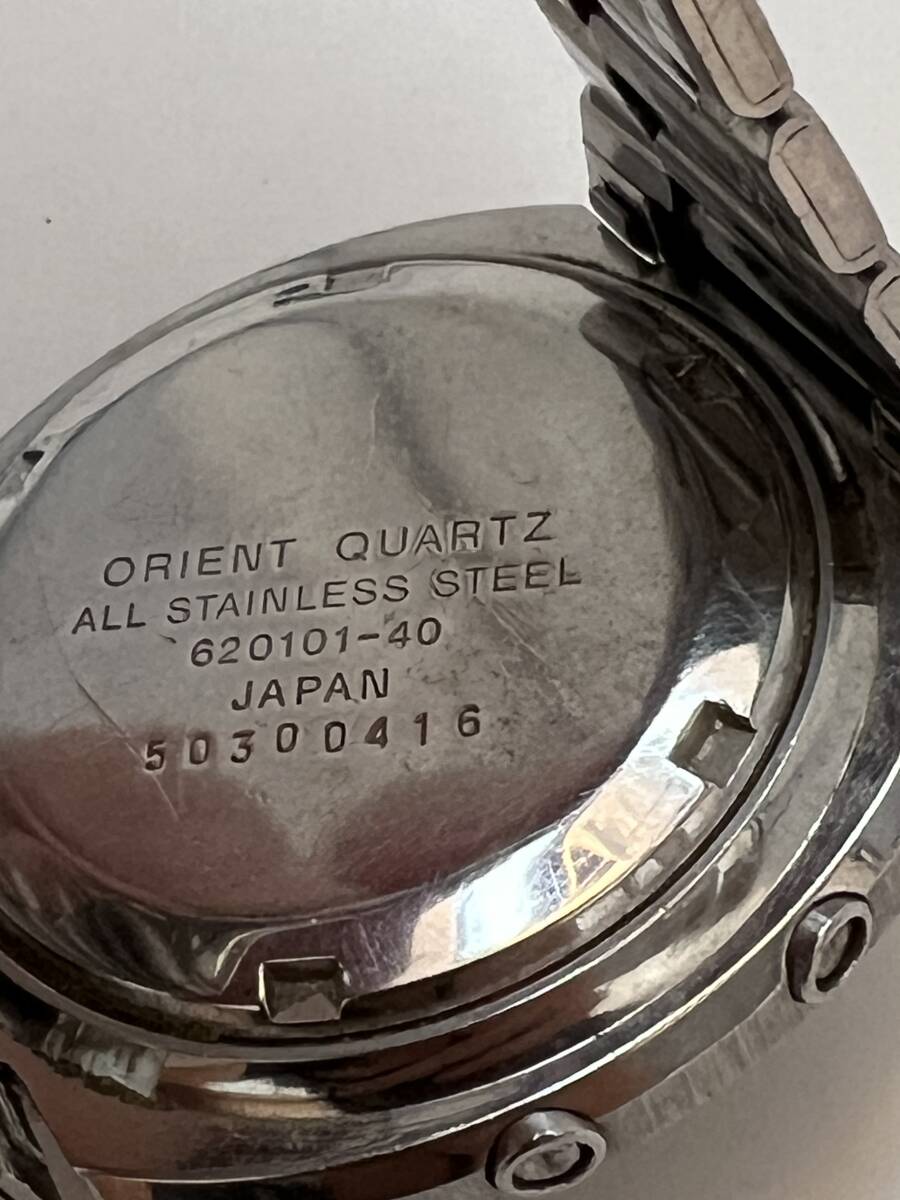 ORIENT QUARTZ
ALL STAINLESS STEEL
620101-40
JAPAN
50300416